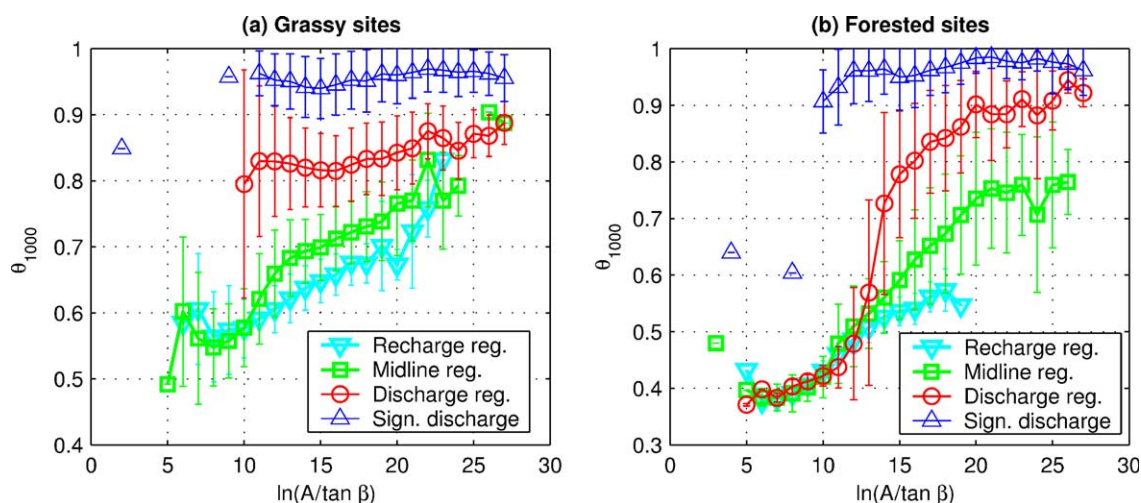 (a) Grassy sites
1
0.9
0.8
0.7
0.6
0.5
0.4
θ1000
0 5 10 15 20 25 30
ln(A/tan β)
Recharge reg.
Midline reg.
Discharge reg.
Sign. discharge
(b) Forested sites
1
0.9
0.8
0.7
0.6
0.5
0.4
0.3
θ1000
0 5 10 15 20 25 30
ln(A/tan β)
Recharge reg.
Midline reg.
Discharge reg.
Sign. discharge